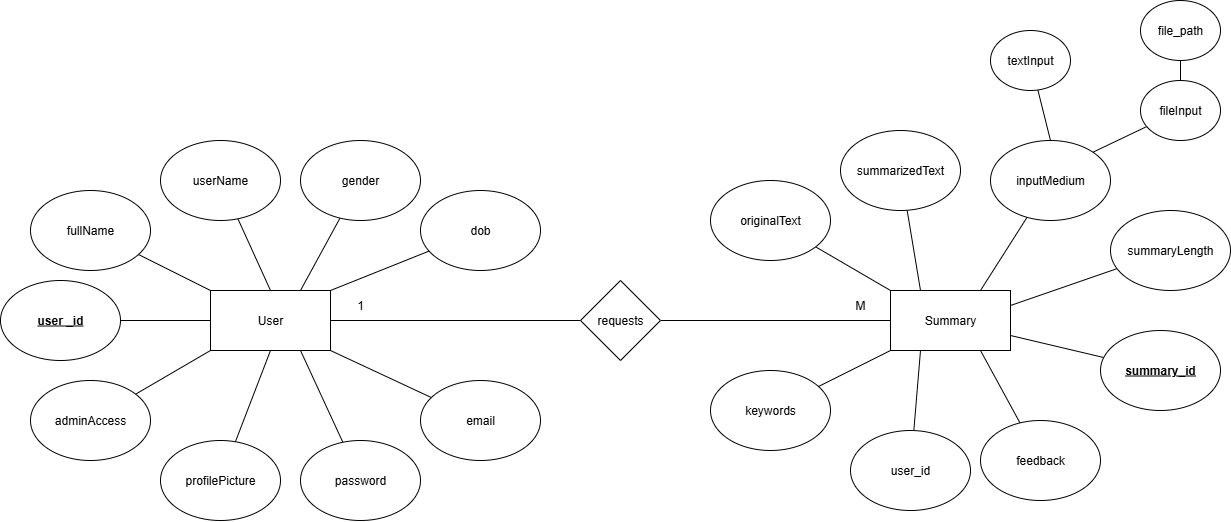 file_path
textInput
fileInput
summarizedText
userName
gender
inputMedium
originalText
fullName
dob
summaryLength
1
M
user_id
User
requests
Summary
summary_id
keywords
adminAccess
email
feedback
user_id
profilePicture
password